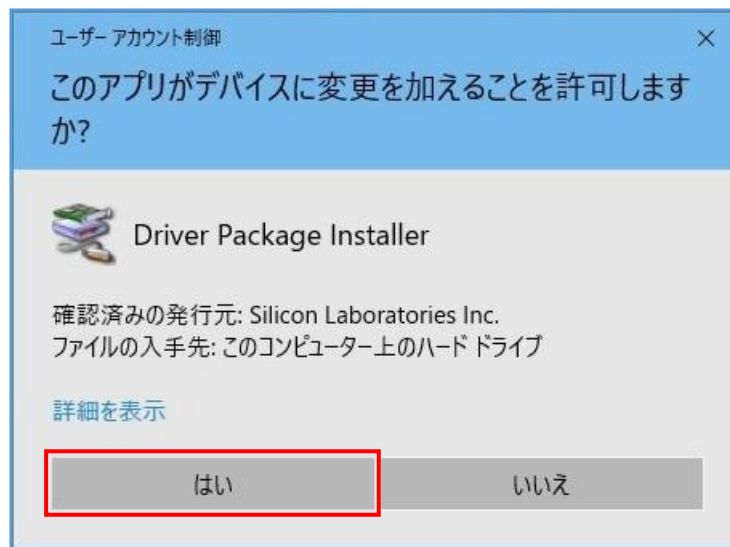 ユーザー アカウント制御
このアプリがデバイスに変更を加えることを許可します
か?
Driver Package Installer
確認済みの発行元: Silicon Laboratories Inc.
ファイルの入手先: このコンピューター上のハード ドライブ
詳細を表示
はい
いいえ